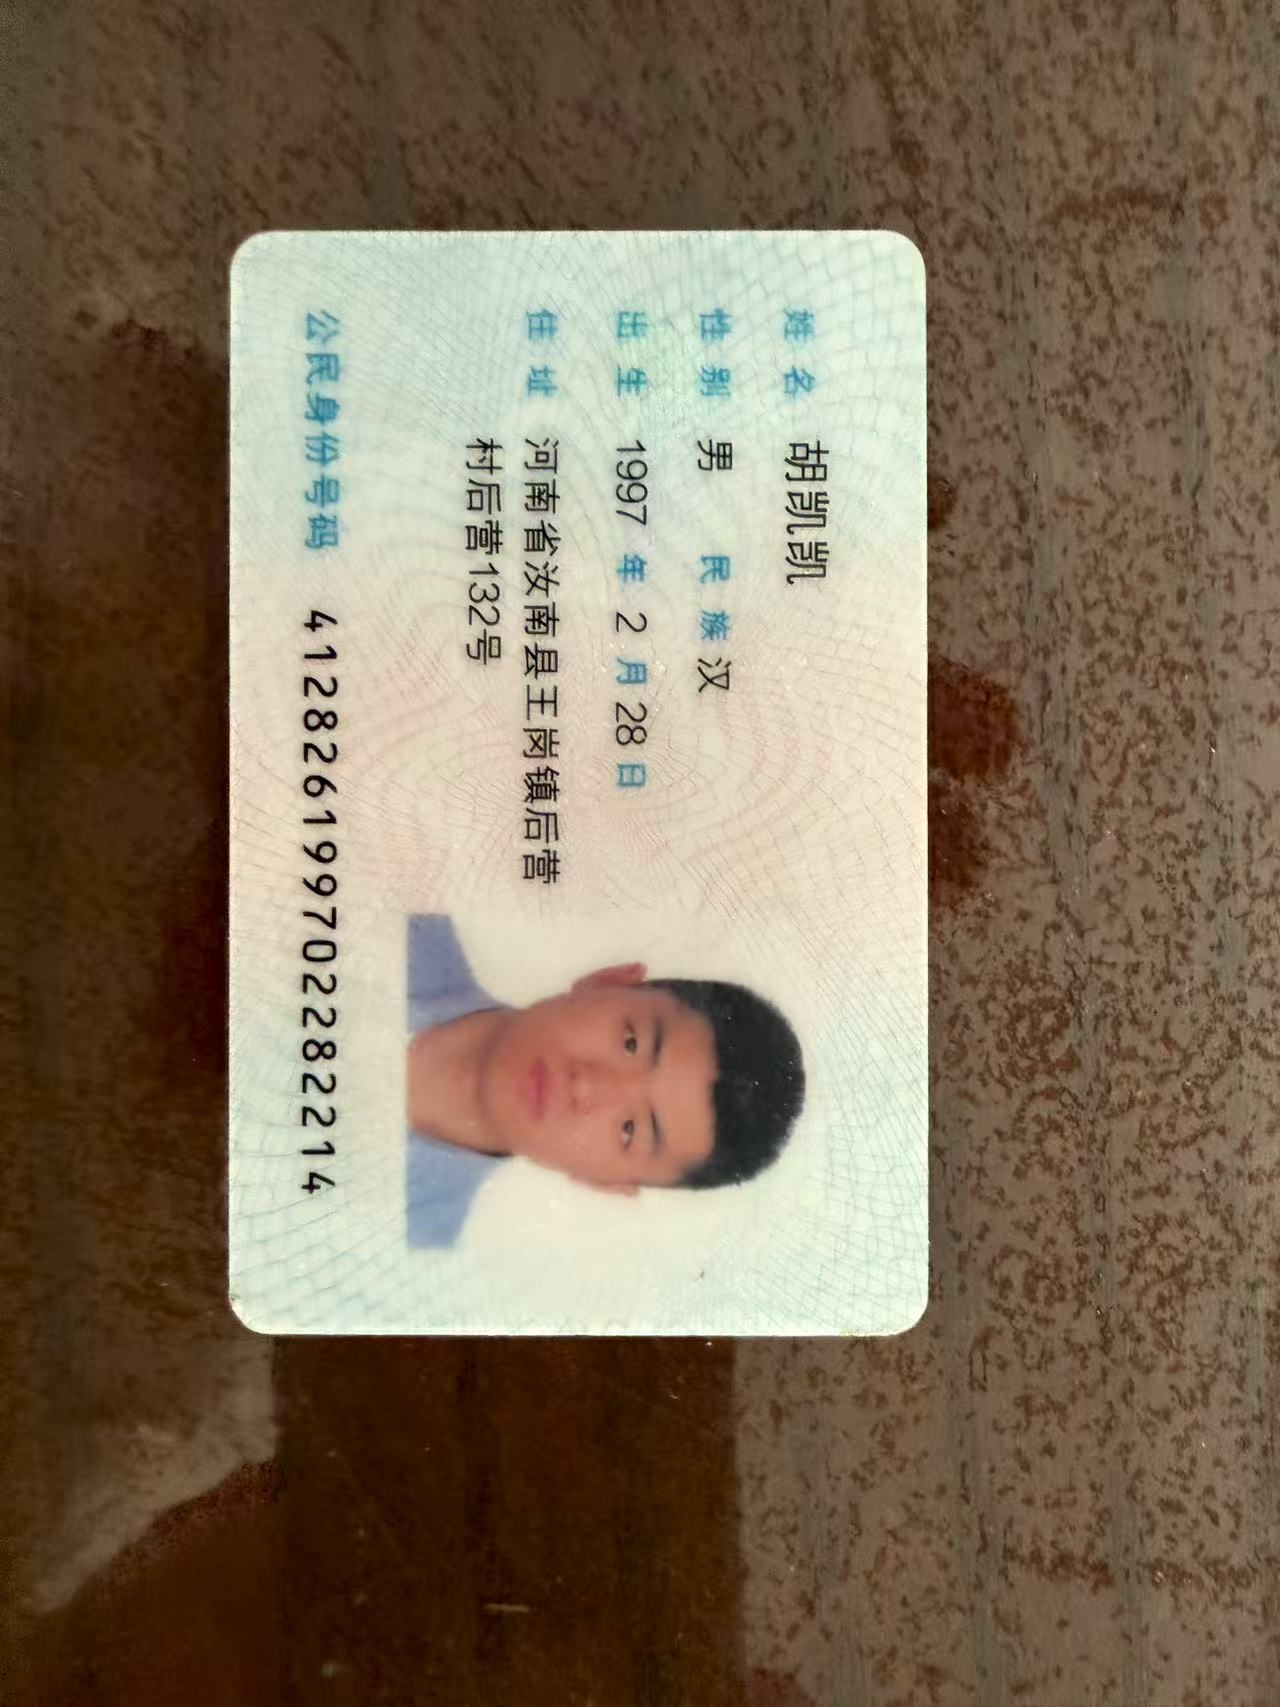 姓名 胡凯凯
性别 男 民族 汉
出生 1997 年 2 月 28 日
住址 河南省汝南县王岗镇后营
村后营132号
公民身份号码 412826199702282214